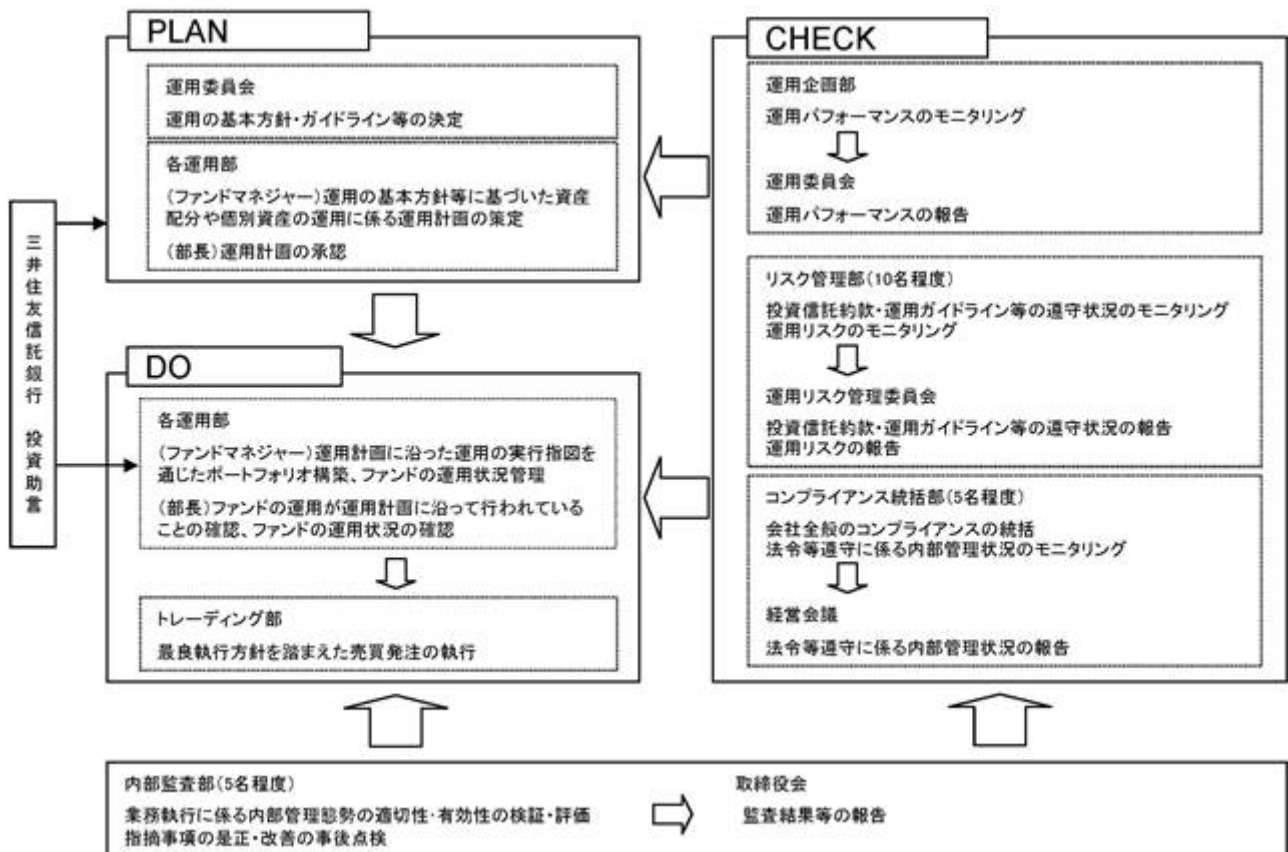 PLAN
運用委員会
運用の基本方針・ガイドライン等の決定
各運用部
(ファンドマネジャー)運用の基本方針等に基づいた資産
配分や個別資産の運用に係る運用計画の策定
(部長)運用計画の承認
三井住友信託銀行 投資助言
DO
各運用部
(ファンドマネジャー)運用計画に沿った運用の実行指図を
通じたポートフォリオ構築、ファンドの運用状況管理
(部長)ファンドの運用が運用計画に沿って行われている
ことの確認、ファンドの運用状況の確認
トレーディング部
最良執行方針を踏まえた売買発注の執行
CHECK
運用企画部
運用パフォーマンスのモニタリング
運用委員会
運用パフォーマンスの報告
リスク管理部(10名程度)
投資信託約款・運用ガイドライン等の遵守状況のモニタリング
運用リスクのモニタリング
運用リスク管理委員会
投資信託約款・運用ガイドライン等の遵守状況の報告
運用リスクの報告
コンプライアンス統括部(5名程度)
会社全般のコンプライアンスの統括
法令等遵守に係る内部管理状況のモニタリング
経営会議
法令等遵守に係る内部管理状況の報告
内部監査部(5名程度)
業務執行に係る内部管理態勢の適切性・有効性の検証・評価
指摘事項の是正・改善の事後点検
取締役会
監査結果等の報告